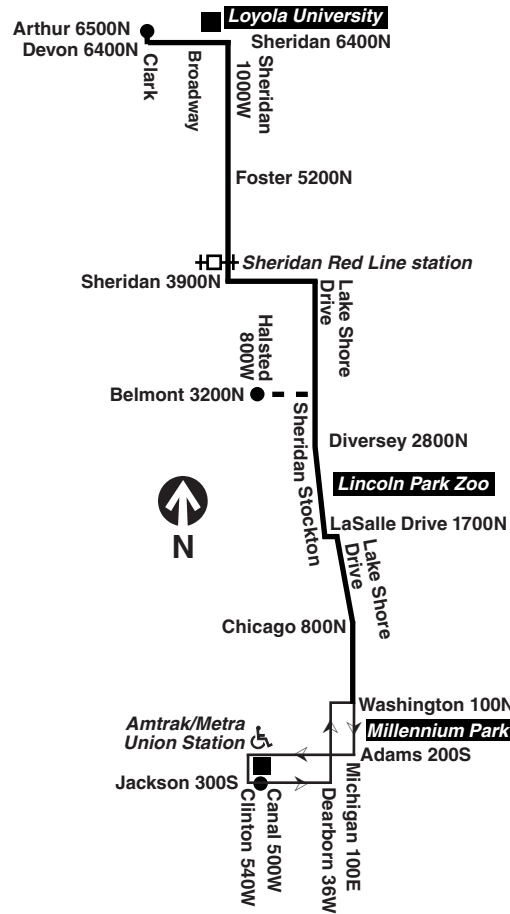 Loyola University
Arthur 6500N
Devon 6400N
Sheridan 6400N
Clark
Broadway
Sheridan
1000W
Foster 5200N
Sheridan Red Line station
Sheridan 3900N
Lake Shore
Drive
Halsted
800W
Belmont 3200N
Sheridan Stockton
Diversey 2800N
Lincoln Park Zoo
N
LaSalle Drive 1700N
Lake Shore
Drive
Chicago 800N
Washington 100N
Amtrak/Metra
Union Station
Millennium Park
Adams 200S
Jackson 300S
Clinton 540W
Canal 500W
Dearborn 36W
Michigan 100E